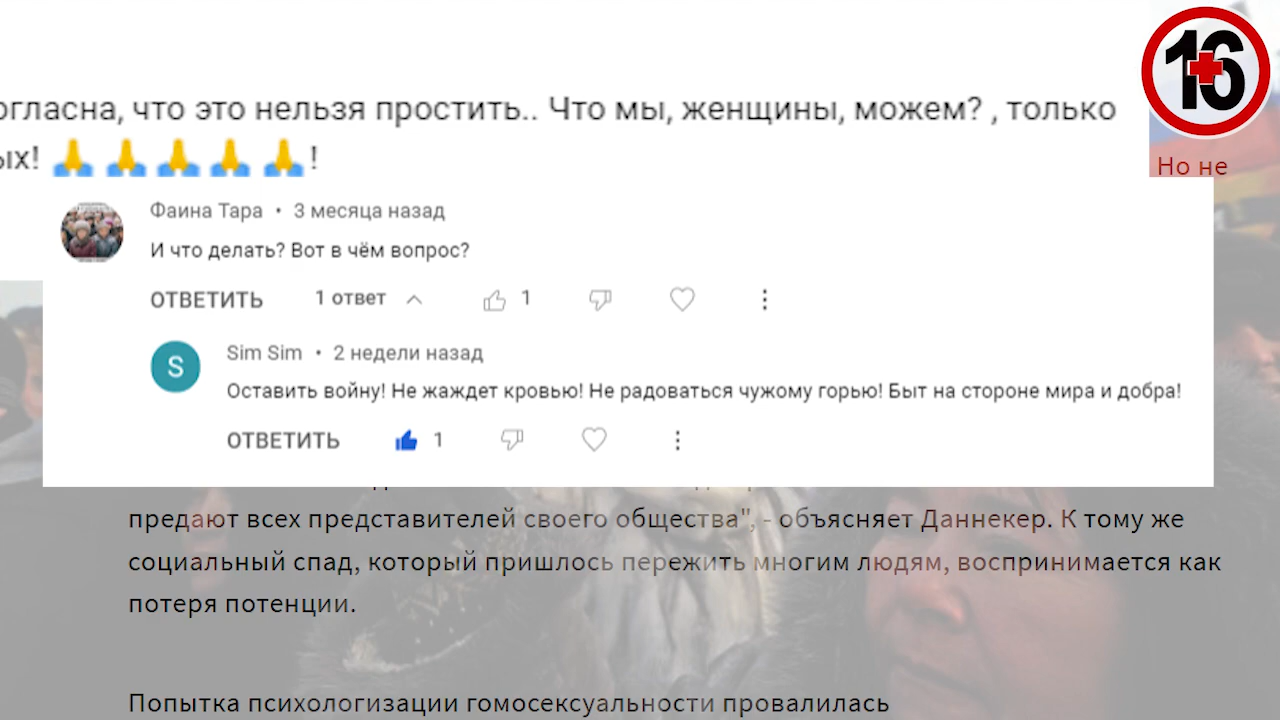 огласна, что это нельзя простить.. Что мы, женщины, можем? , только
ых! 🙏 🙏 🙏 🙏 🙏 !
16
Но не
Фаина Тара • 3 месяца назад
И что делать? Вот в чём вопрос?
ОТВЕТИТЬ 1 ответ 1
S
Sim Sim • 2 недели назад
Оставить войну! Не жаждет кровью! Не радоваться чужому горью! Быт на стороне мира и добра!
ОТВЕТИТЬ 1
предают всех представителей своего общества", - объясняет Даннекер. К тому же
социальный спад, который пришлось пережить многим людям, воспринимается как
потеря потенции.
Попытка психологизации гомосексуальности провалилась